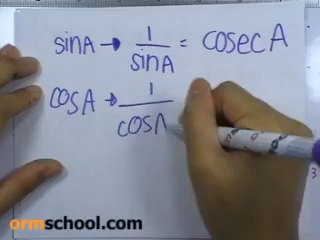 sinA → 1/sinA = cosecA
cosA → 1/cosA
ormschool.com